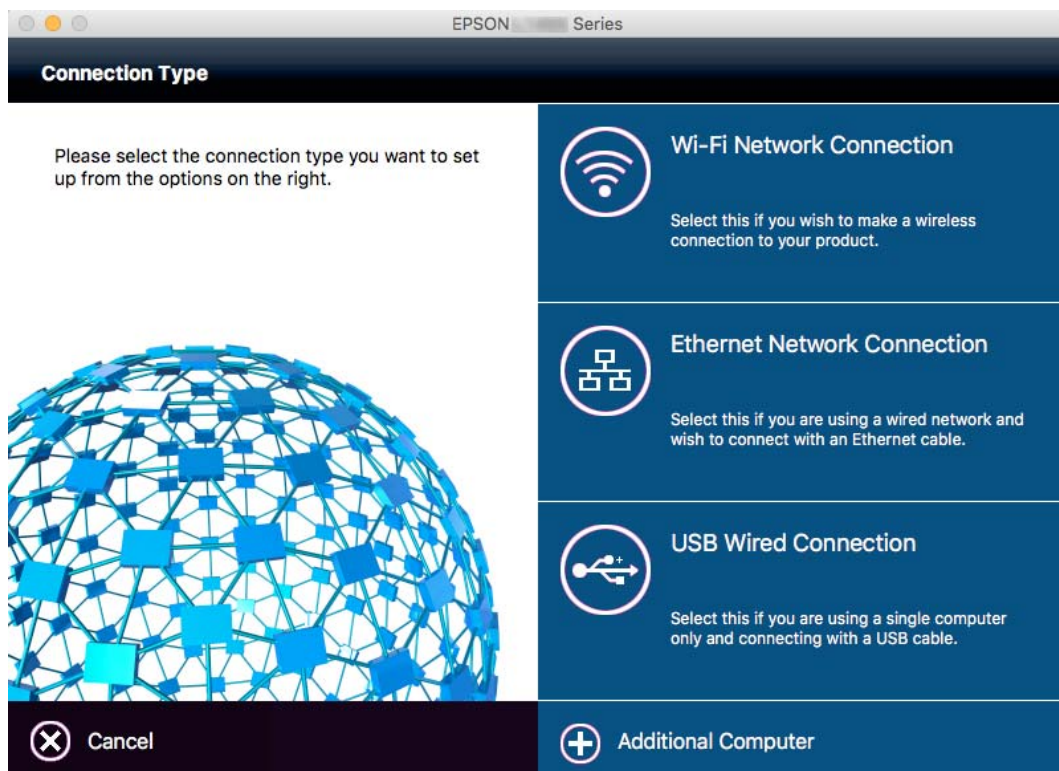 EPSON Series
Connection Type
Please select the connection type you want to set
up from the options on the right.
Wi-Fi Network Connection
Select this if you wish to make a wireless
connection to your product.
Ethernet Network Connection
Select this if you are using a wired network and
wish to connect with an Ethernet cable.
USB Wired Connection
Select this if you are using a single computer
only and connecting with a USB cable.
Cancel
Additional Computer